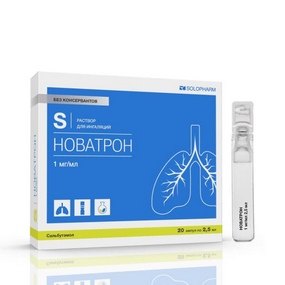 БЕЗ КОНСЕРВАНТОВ
SOLOPHARM
S
РАСТВОР
ДЛЯ ИНГАЛЯЦИЙ
НОВАТРОН
1 мг/мл
Сальбутамол
20 ампул по 2,5 мл
НОВАТРОН
1 мг/мл 2,5 мл